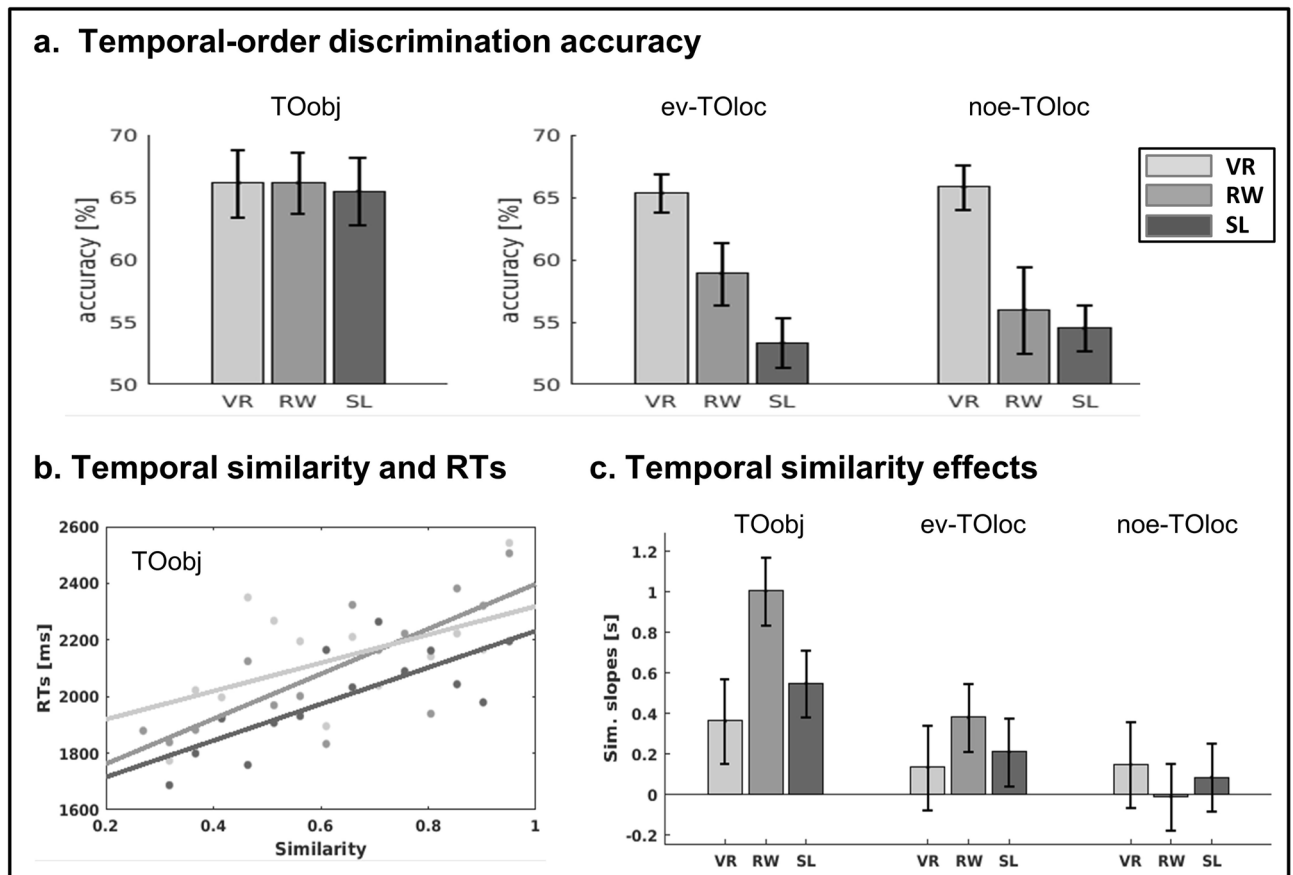 a. Temporal-order discrimination accuracy
TOobj
ev-TOloc
noe-TOloc
70
65
60
55
50
accuracy [%]
VR RW SL
70
65
60
55
50
accuracy [%]
VR RW SL
VR RW SL
VR
RW
SL
b. Temporal similarity and RTs
2600
2400
2200
2000
1800
1600
RTs [ms]
TOobj
0.2 0.4 0.6 0.8 1
Similarity
c. Temporal similarity effects
TOobj
ev-TOloc
noe-TOloc
1.2
1
0.8
0.6
0.4
0.2
0
-0.2
Sim. slopes [s]
VR RW SL
VR RW SL
VR RW SL